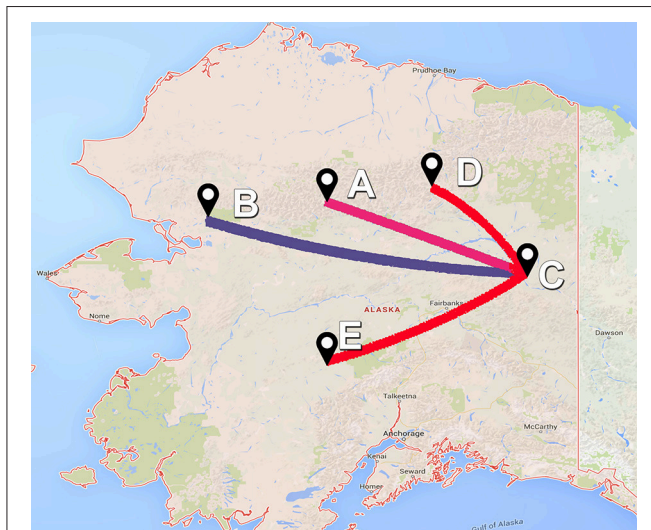 Prudhoe Bay
D
A
B
C
Wales
Nome
ALASKA
Fairbanks
E
Dawson
Talkeetna
McCarthy
Anchorage
Kenai
Seward
Homer
Gulf of Alaska